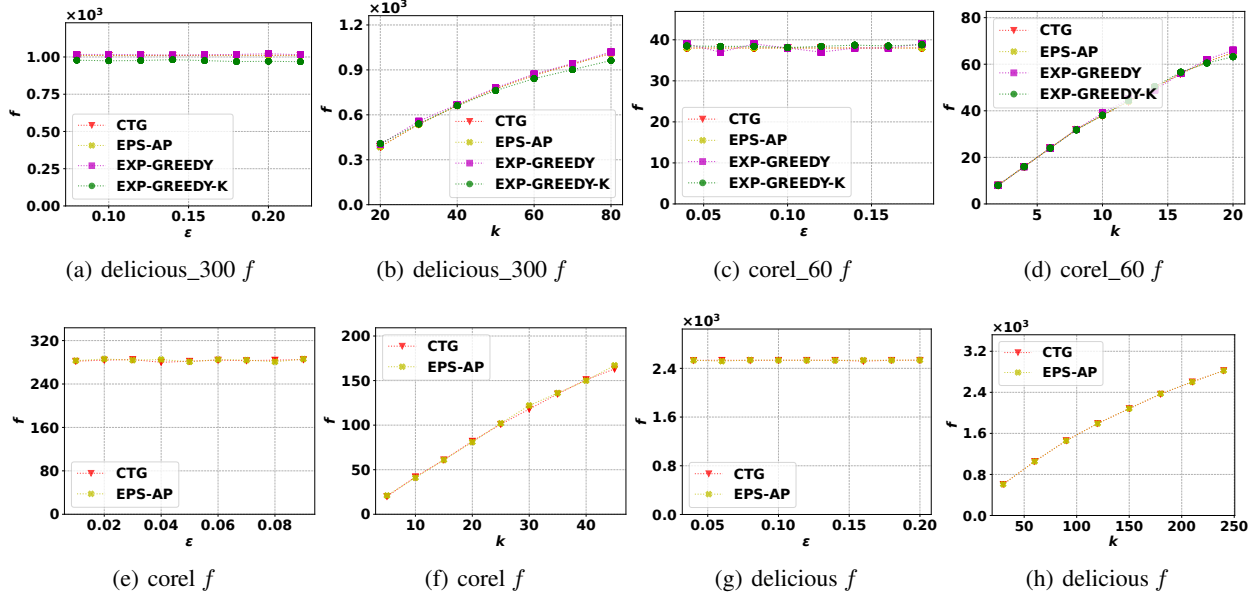 ×10³
1.00
0.75
0.50
0.25
0.00
f
CTG
EPS-AP
EXP-GREEDY
EXP-GREEDY-K
0.10
0.15
0.20
ε
(a) delicious_300 f
×10³
1.2
0.9
0.6
0.3
0.0
f
CTG
EPS-AP
EXP-GREEDY
EXP-GREEDY-K
20
40
60
80
k
(b) delicious_300 f
40
30
20
10
0
f
CTG
EPS-AP
EXP-GREEDY
EXP-GREEDY-K
0.05
0.10
0.15
ε
(c) corel_60 f
80
60
40
20
0
f
CTG
EPS-AP
EXP-GREEDY
EXP-GREEDY-K
5
10
15
20
k
(d) corel_60 f
320
240
160
80
0
f
CTG
EPS-AP
0.02
0.04
0.06
0.08
ε
(e) corel f
200
150
100
50
0
f
CTG
EPS-AP
10
20
30
40
k
(f) corel f
×10³
2.4
1.6
0.8
0.0
f
CTG
EPS-AP
0.05
0.10
0.15
0.20
ε
(g) delicious f
×10³
3.2
2.4
1.6
0.8
0.0
f
CTG
EPS-AP
50
100
150
200
250
k
(h) delicious f